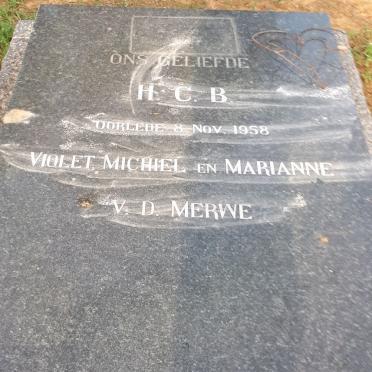 ONS GELIEFDE
H. C. B.
OORLEDE 8 NOV. 1958
VIOLET, MICHIEL EN MARIANNE
V. D. MERWE